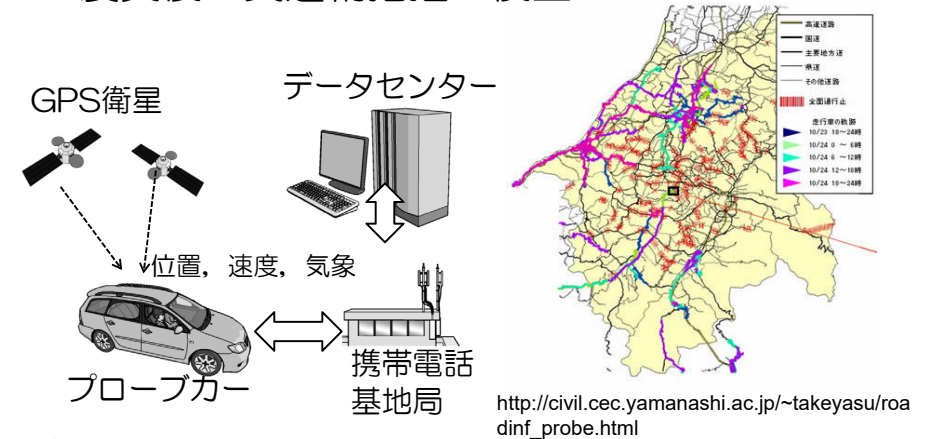 GPS衛星
データセンター
位置，速度，気象
プローブカー
携帯電話
基地局
高速道路
国道
主要地方道
県道
その他道路
全面通行止
走行車の軌跡
10/23 18～24時
10/24 0 ～ 6時
10/24 6 ～12時
10/24 12～18時
10/24 18～24時
http://civil.cec.yamanashi.ac.jp/~takeyasu/roa
dinf_probe.html